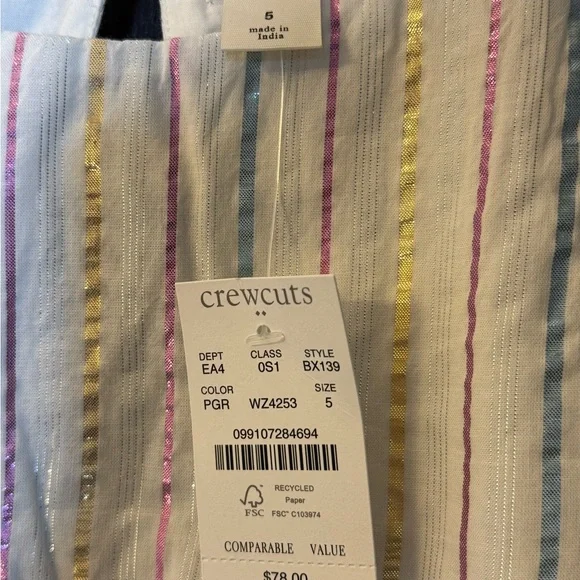 5
made in
India
crewcuts
DEPT CLASS STYLE
EA4 0S1 BX139
COLOR SIZE
PGR WZ4253 5
099107284694
RECYCLED
Paper
FSC FSC™ C103974
COMPARABLE VALUE
$78.00